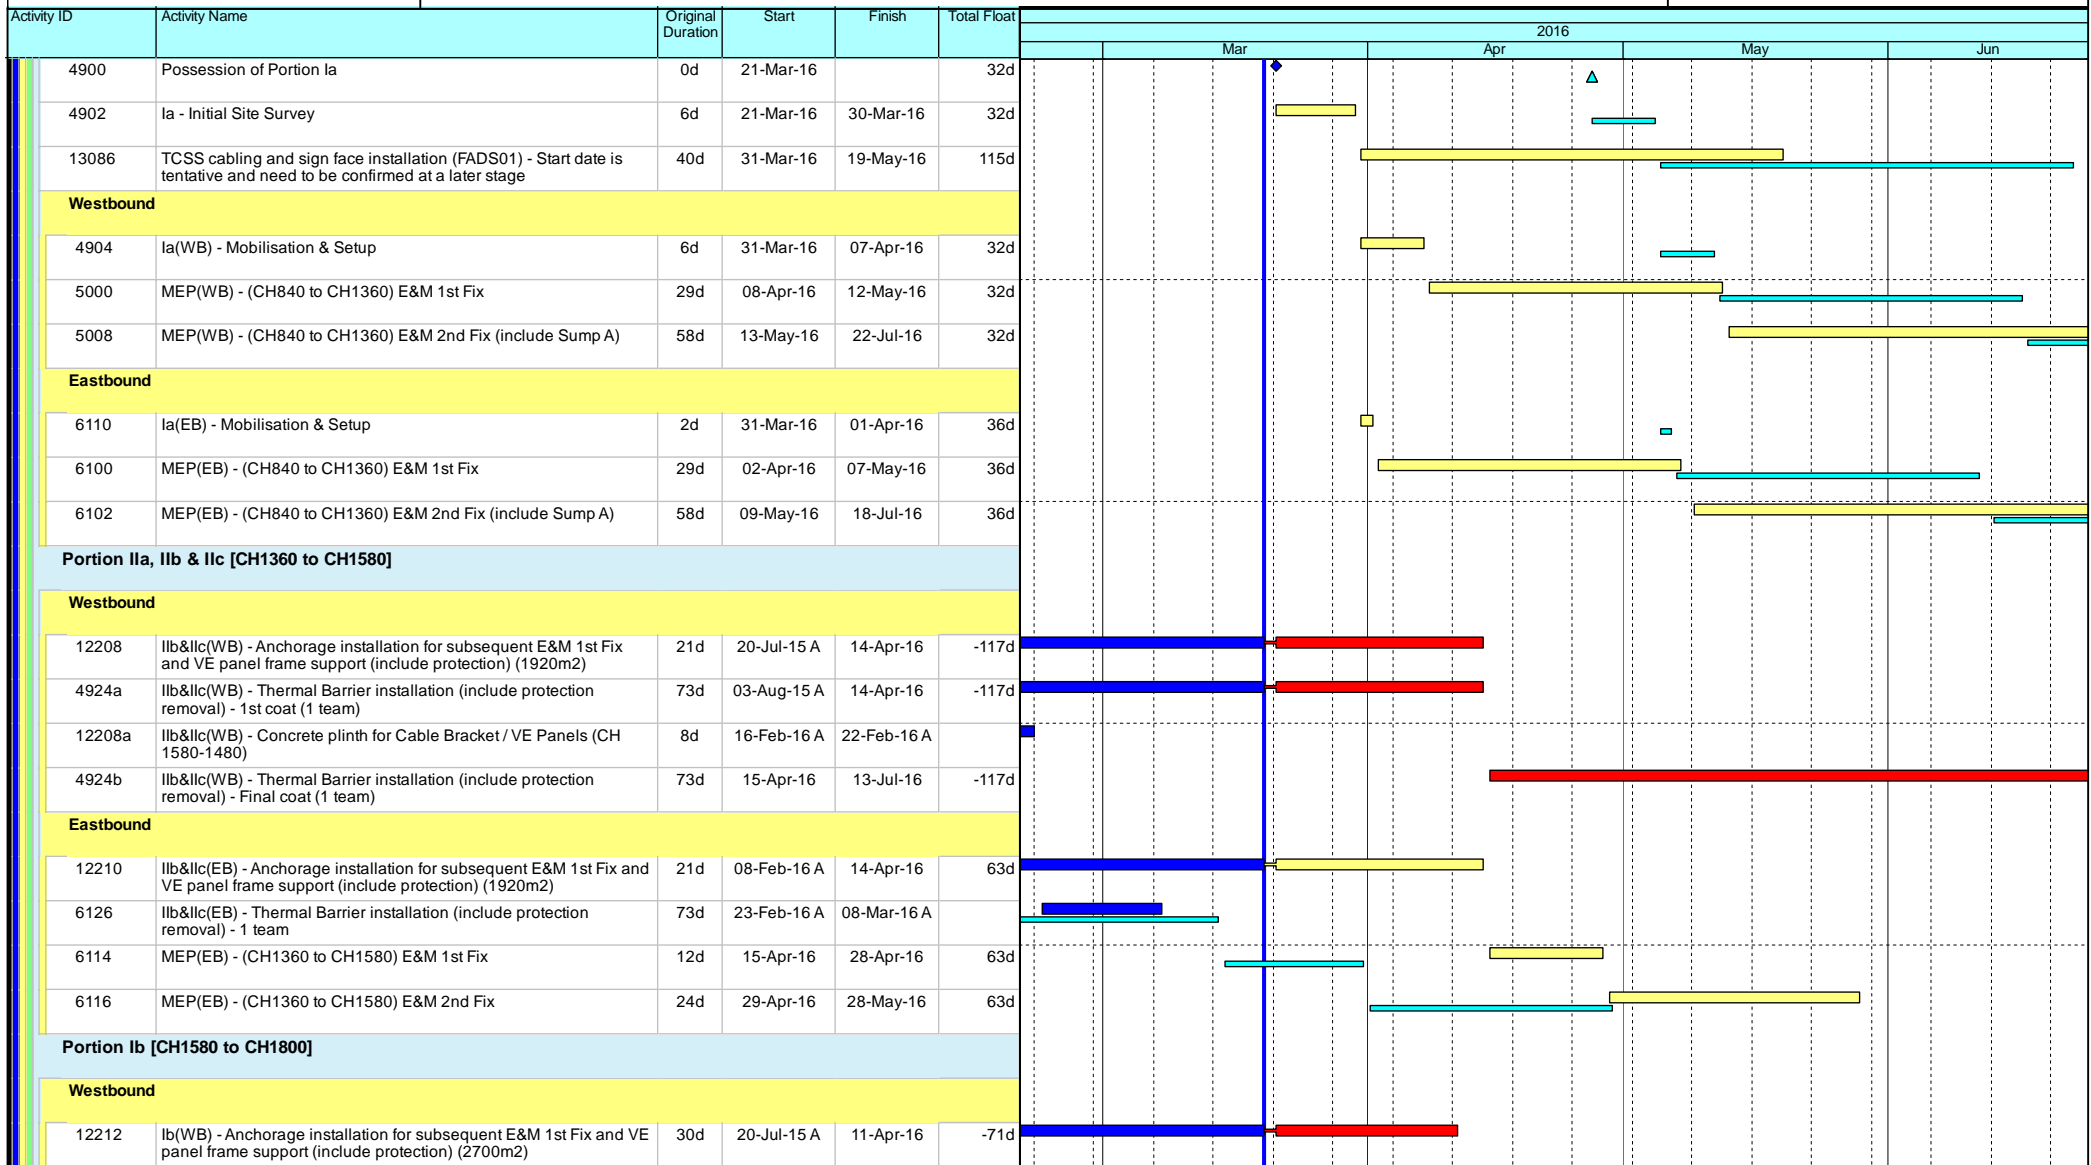 Activity ID Activity Name Original Duration Start Finish Total Float
2016
Mar Apr May Jun
4900 Possession of Portion Ia 0d 21-Mar-16 32d
4902 Ia - Initial Site Survey 6d 21-Mar-16 30-Mar-16 32d
13086 TCSS cabling and sign face installation (FADS01) - Start date is 40d 31-Mar-16 19-May-16 115d
tentative and need to be confirmed at a later stage
Westbound
4904 Ia(WB) - Mobilisation & Setup 6d 31-Mar-16 07-Apr-16 32d
5000 MEP(WB) - (CH840 to CH1360) E&M 1st Fix 29d 08-Apr-16 12-May-16 32d
5008 MEP(WB) - (CH840 to CH1360) E&M 2nd Fix (include Sump A) 58d 13-May-16 22-Jul-16 32d
Eastbound
6110 Ia(EB) - Mobilisation & Setup 2d 31-Mar-16 01-Apr-16 36d
6100 MEP(EB) - (CH840 to CH1360) E&M 1st Fix 29d 02-Apr-16 07-May-16 36d
6102 MEP(EB) - (CH840 to CH1360) E&M 2nd Fix (include Sump A) 58d 09-May-16 18-Jul-16 36d
Portion IIa, IIb & IIc [CH1360 to CH1580]
Westbound
12208 IIb&IIc(WB) - Anchorage installation for subsequent E&M 1st Fix 21d 20-Jul-15 A 14-Apr-16 -117d
and VE panel frame support (include protection) (1920m2)
4924a IIb&IIc(WB) - Thermal Barrier installation (include protection 73d 03-Aug-15 A 14-Apr-16 -117d
removal) - 1st coat (1 team)
12208a IIb&IIc(WB) - Concrete plinth for Cable Bracket / VE Panels (CH 8d 16-Feb-16 A 22-Feb-16 A
1580-1480)
4924b IIb&IIc(WB) - Thermal Barrier installation (include protection 73d 15-Apr-16 13-Jul-16 -117d
removal) - Final coat (1 team)
Eastbound
12210 IIb&IIc(EB) - Anchorage installation for subsequent E&M 1st Fix and 21d 08-Feb-16 A 14-Apr-16 63d
VE panel frame support (include protection) (1920m2)
6126 IIb&IIc(EB) - Thermal Barrier installation (include protection 73d 23-Feb-16 A 08-Mar-16 A
removal) - 1 team
6114 MEP(EB) - (CH1360 to CH1580) E&M 1st Fix 12d 15-Apr-16 28-Apr-16 63d
6116 MEP(EB) - (CH1360 to CH1580) E&M 2nd Fix 24d 29-Apr-16 28-May-16 63d
Portion Ib [CH1580 to CH1800]
Westbound
12212 Ib(WB) - Anchorage installation for subsequent E&M 1st Fix and VE 30d 20-Jul-15 A 11-Apr-16 -71d
panel frame support (include protection) (2700m2)